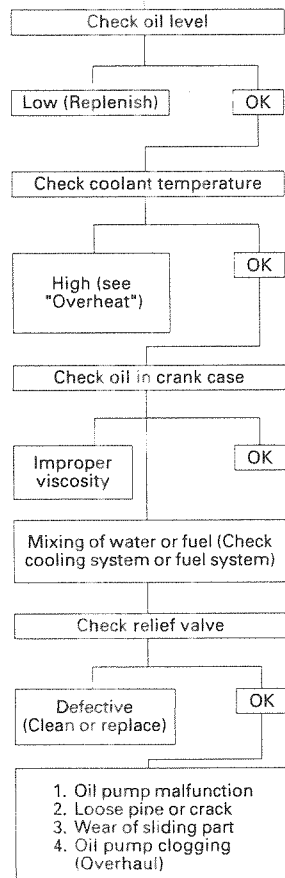 Check oil level
Low (Replenish)
OK
Check coolant temperature
High (see
"Overheat")
OK
Check oil in crank case
Improper
viscosity
OK
Mixing of water or fuel (Check
cooling system or fuel system)
Check relief valve
Defective
(Clean or replace)
OK
1. Oil pump malfunction
2. Loose pine or crack
3. Wear of sliding part
4. Oil pump clogging
(Overhaul)